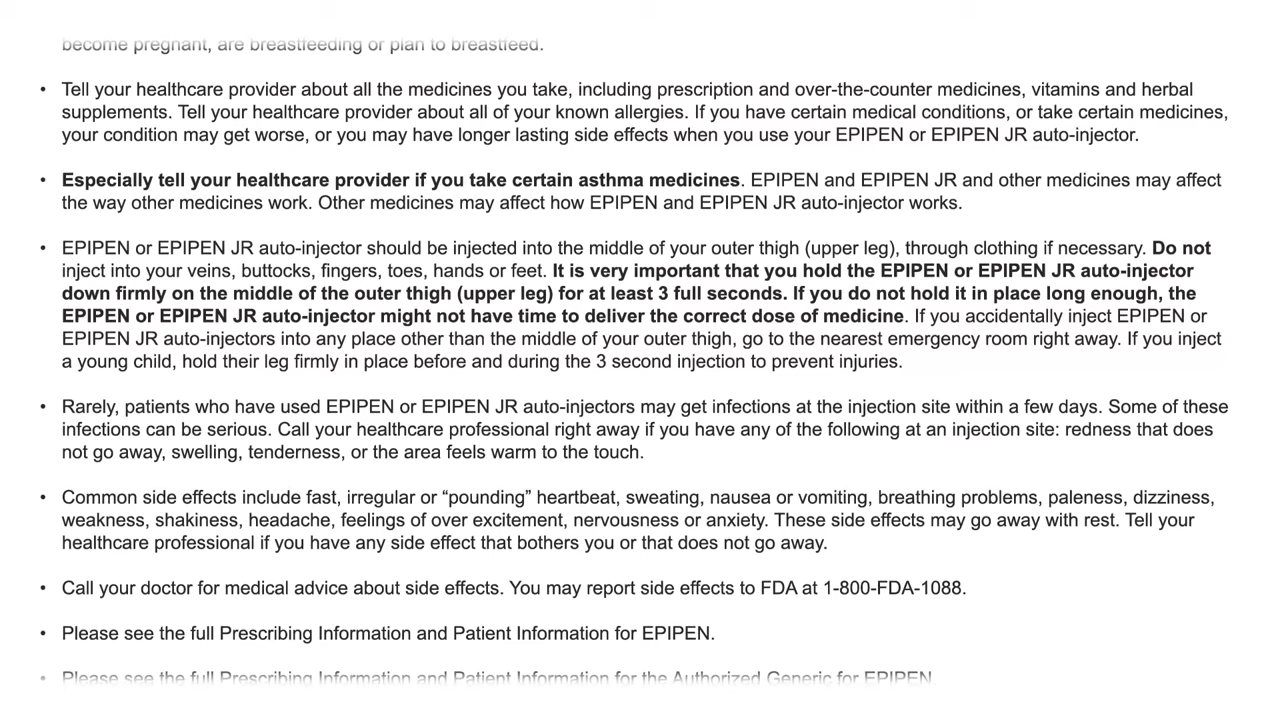 become pregnant, are breastfeeding or plan to breastfeed.
• Tell your healthcare provider about all the medicines you take, including prescription and over-the-counter medicines, vitamins and herbal
supplements. Tell your healthcare provider about all of your known allergies. If you have certain medical conditions, or take certain medicines,
your condition may get worse, or you may have longer lasting side effects when you use your EPIPEN or EPIPEN JR auto-injector.
• Especially tell your healthcare provider if you take certain asthma medicines. EPIPEN and EPIPEN JR and other medicines may affect
the way other medicines work. Other medicines may affect how EPIPEN and EPIPEN JR auto-injector works.
• EPIPEN or EPIPEN JR auto-injector should be injected into the middle of your outer thigh (upper leg), through clothing if necessary. Do not
inject into your veins, buttocks, fingers, toes, hands or feet. It is very important that you hold the EPIPEN or EPIPEN JR auto-injector
down firmly on the middle of the outer thigh (upper leg) for at least 3 full seconds. If you do not hold it in place long enough, the
EPIPEN or EPIPEN JR auto-injector might not have time to deliver the correct dose of medicine. If you accidentally inject EPIPEN or
EPIPEN JR auto-injectors into any place other than the middle of your outer thigh, go to the nearest emergency room right away. If you inject
a young child, hold their leg firmly in place before and during the 3 second injection to prevent injuries.
• Rarely, patients who have used EPIPEN or EPIPEN JR auto-injectors may get infections at the injection site within a few days. Some of these
infections can be serious. Call your healthcare professional right away if you have any of the following at an injection site: redness that does
not go away, swelling, tenderness, or the area feels warm to the touch.
• Common side effects include fast, irregular or “pounding” heartbeat, sweating, nausea or vomiting, breathing problems, paleness, dizziness,
weakness, shakiness, headache, feelings of over excitement, nervousness or anxiety. These side effects may go away with rest. Tell your
healthcare professional if you have any side effect that bothers you or that does not go away.
• Call your doctor for medical advice about side effects. You may report side effects to FDA at 1-800-FDA-1088.
• Please see the full Prescribing Information and Patient Information for EPIPEN.
• Please see the full Prescribing Information and Patient Information for the Authorized Generic for EPIPEN.